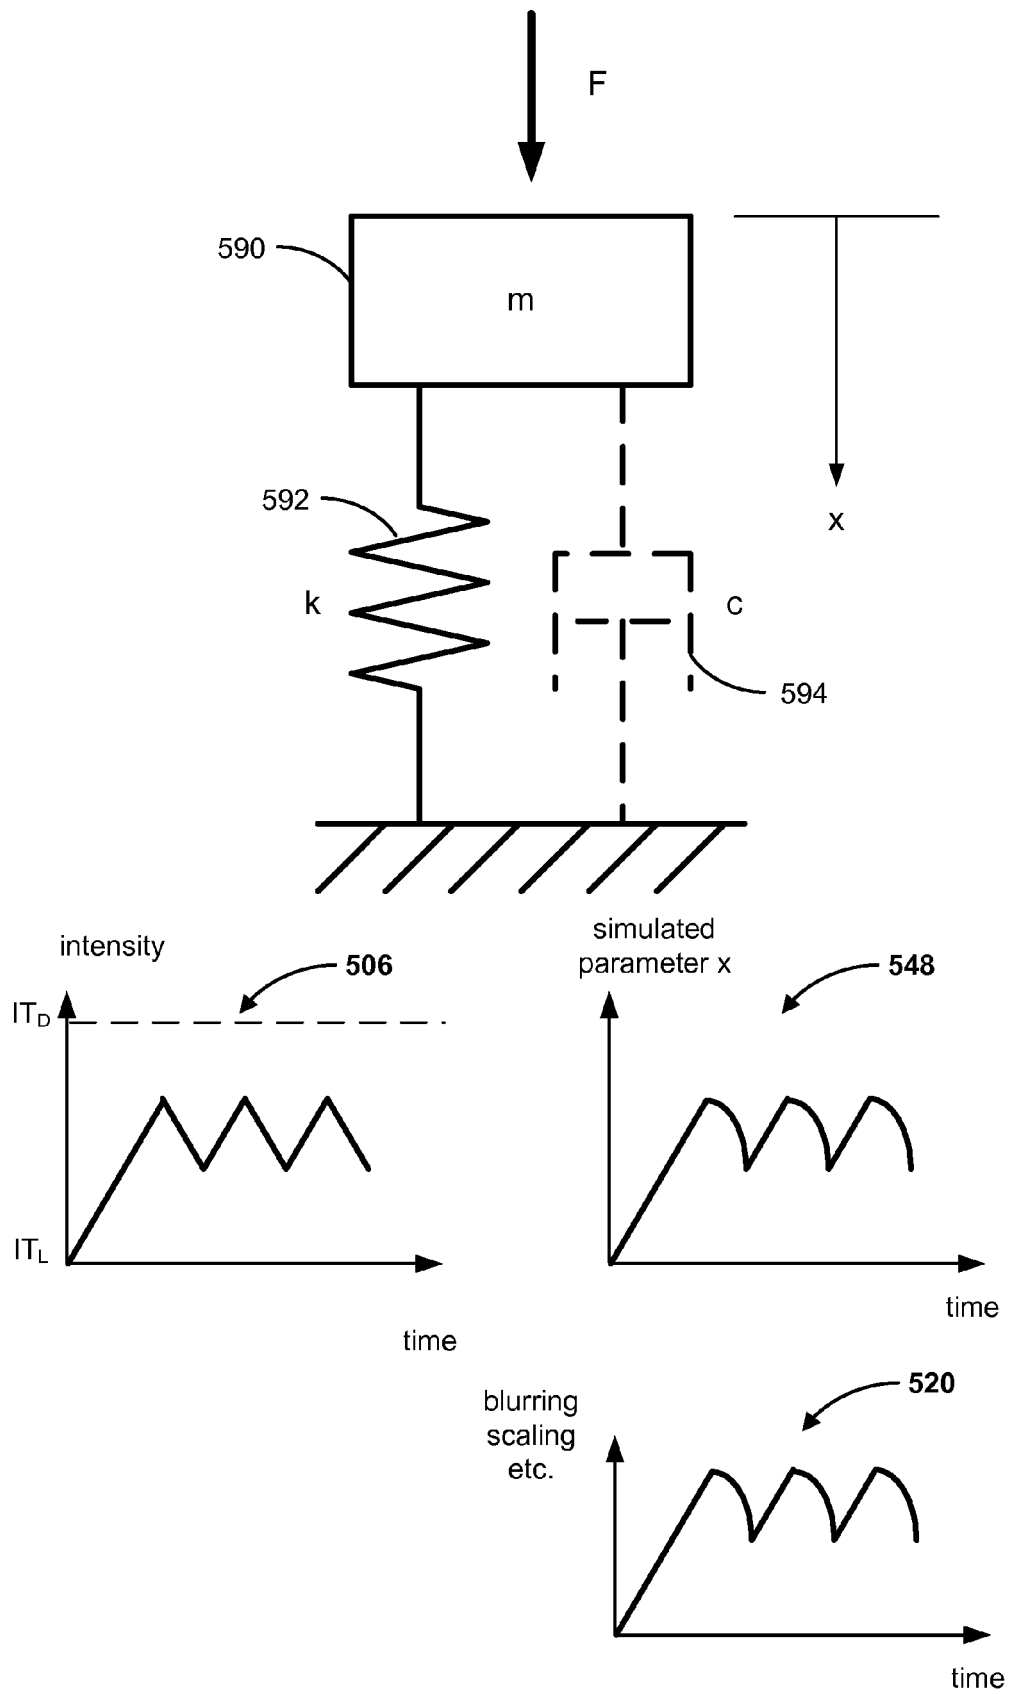 F
590
m
592
x
k
c
594
intensity
506
IT_D
IT_L
time
simulated
parameter x
548
time
blurring
scaling
etc.
520
time